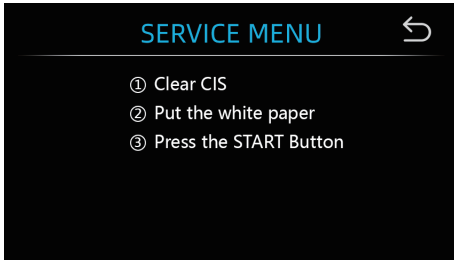 SERVICE MENU
① Clear CIS
② Put the white paper
③ Press the START Button